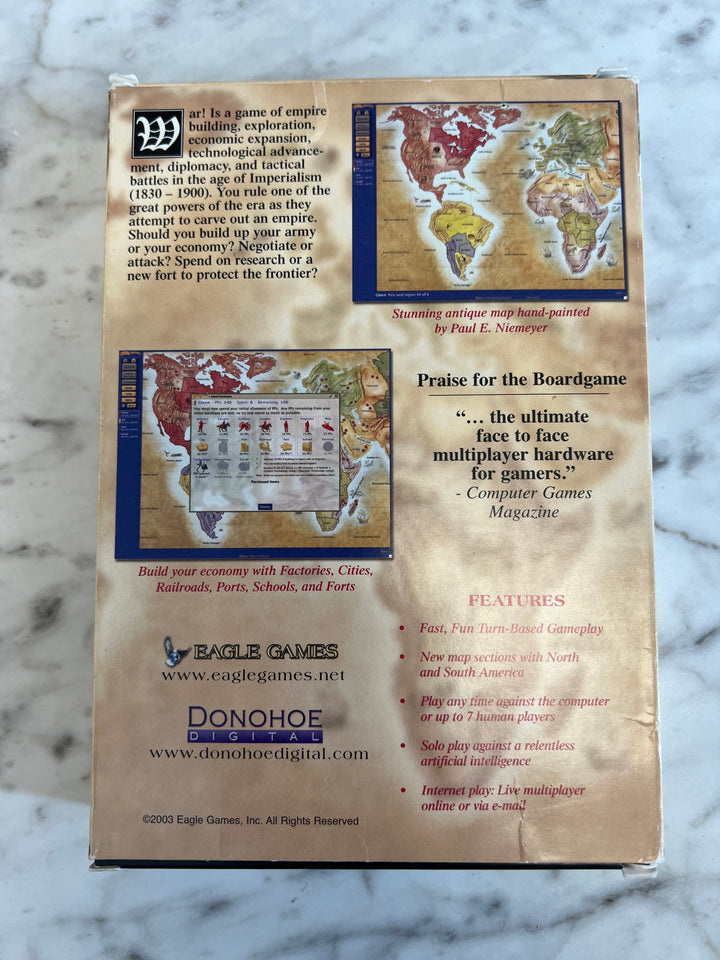 War! Is a game of empire
building, exploration,
economic expansion,
technological advance-
ment, diplomacy, and tactical
battles in the age of Imperialism
(1830 – 1900). You rule one of the
great powers of the era as they
attempt to carve out an empire.
Should you build up your army
or your economy? Negotiate or
attack? Spend on research or a
new fort to protect the frontier?
Stunning antique map hand-painted
by Paul E. Niemeyer
Build your economy with Factories, Cities,
Railroads, Ports, Schools, and Forts
Praise for the Boardgame
“… the ultimate
face to face
multiplayer hardware
for gamers.”
- Computer Games
Magazine
EAGLE GAMES
www.eaglegames.net
DONOHOE
DIGITAL
www.donohoedigital.com
FEATURES
• Fast, Fun Turn-Based Gameplay
• New map sections with North
and South America
• Play any time against the computer
or up to 7 human players
• Solo play against a relentless
artificial intelligence
• Internet play: Live multiplayer
online or via e-mail
©2003 Eagle Games, Inc. All Rights Reserved